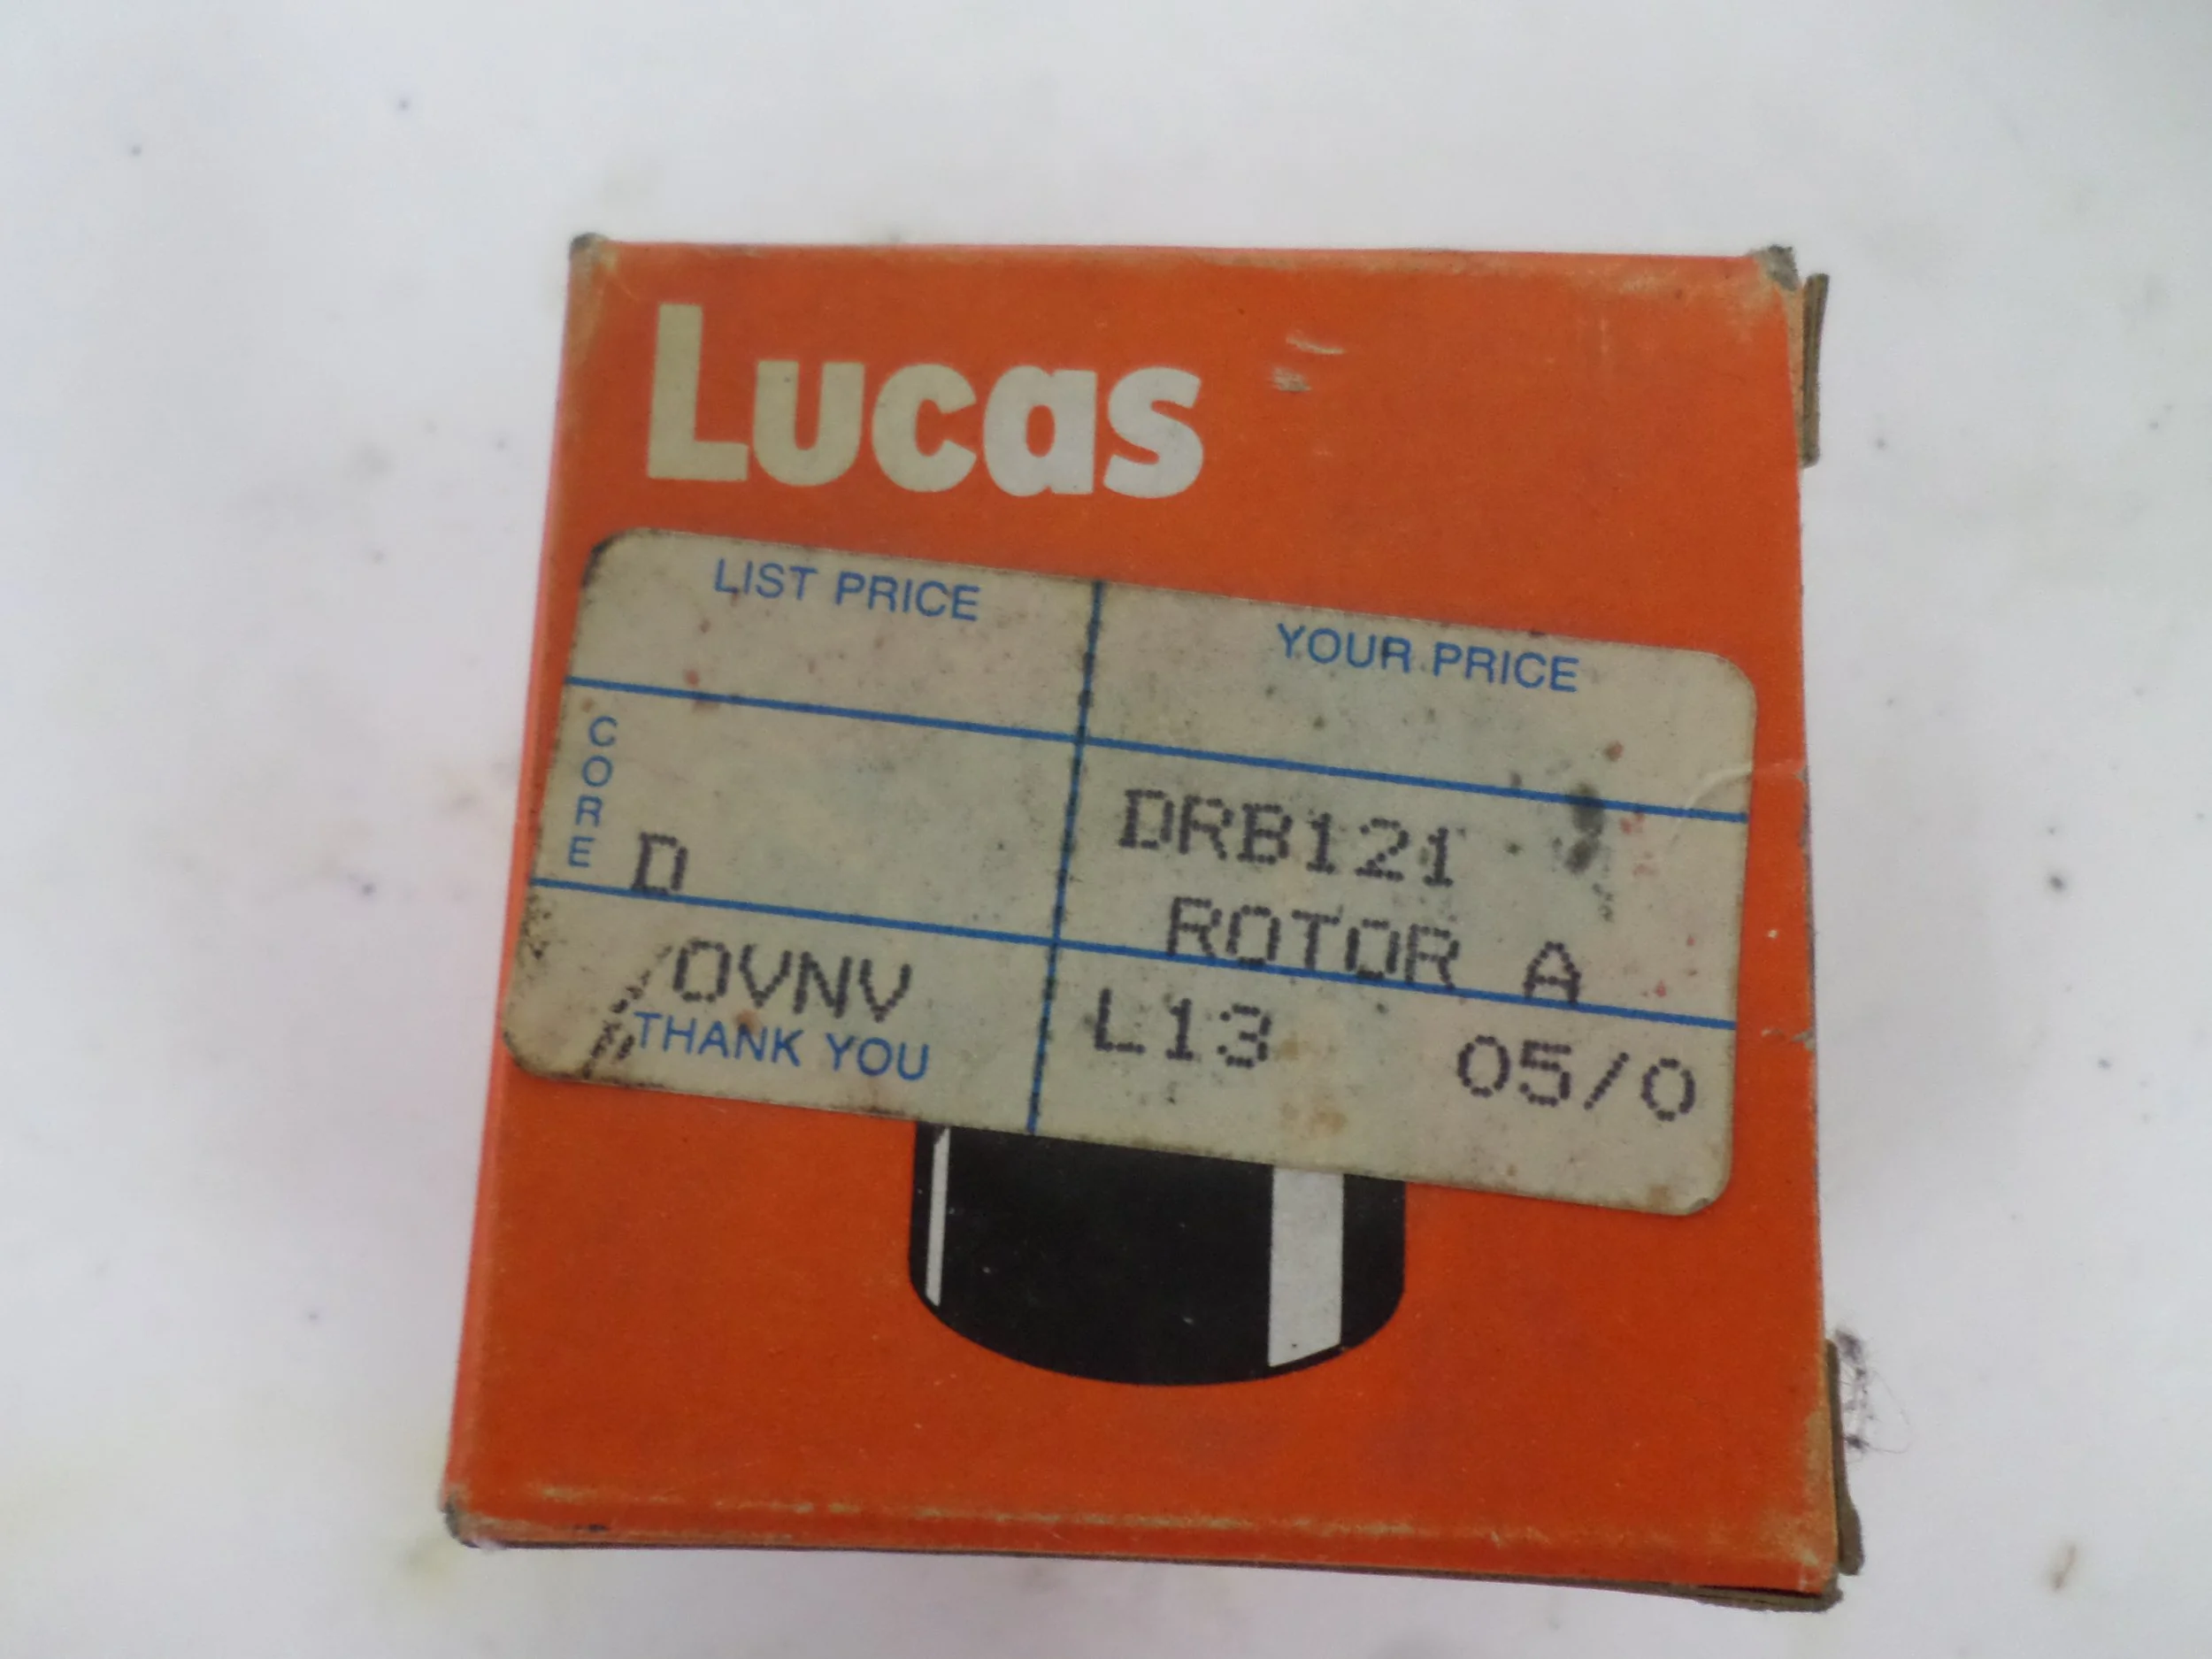 Lucas
LIST PRICE
YOUR PRICE
CORE
D
DRB121
ROTOR A
/OVNV
L13 05/0
THANK YOU